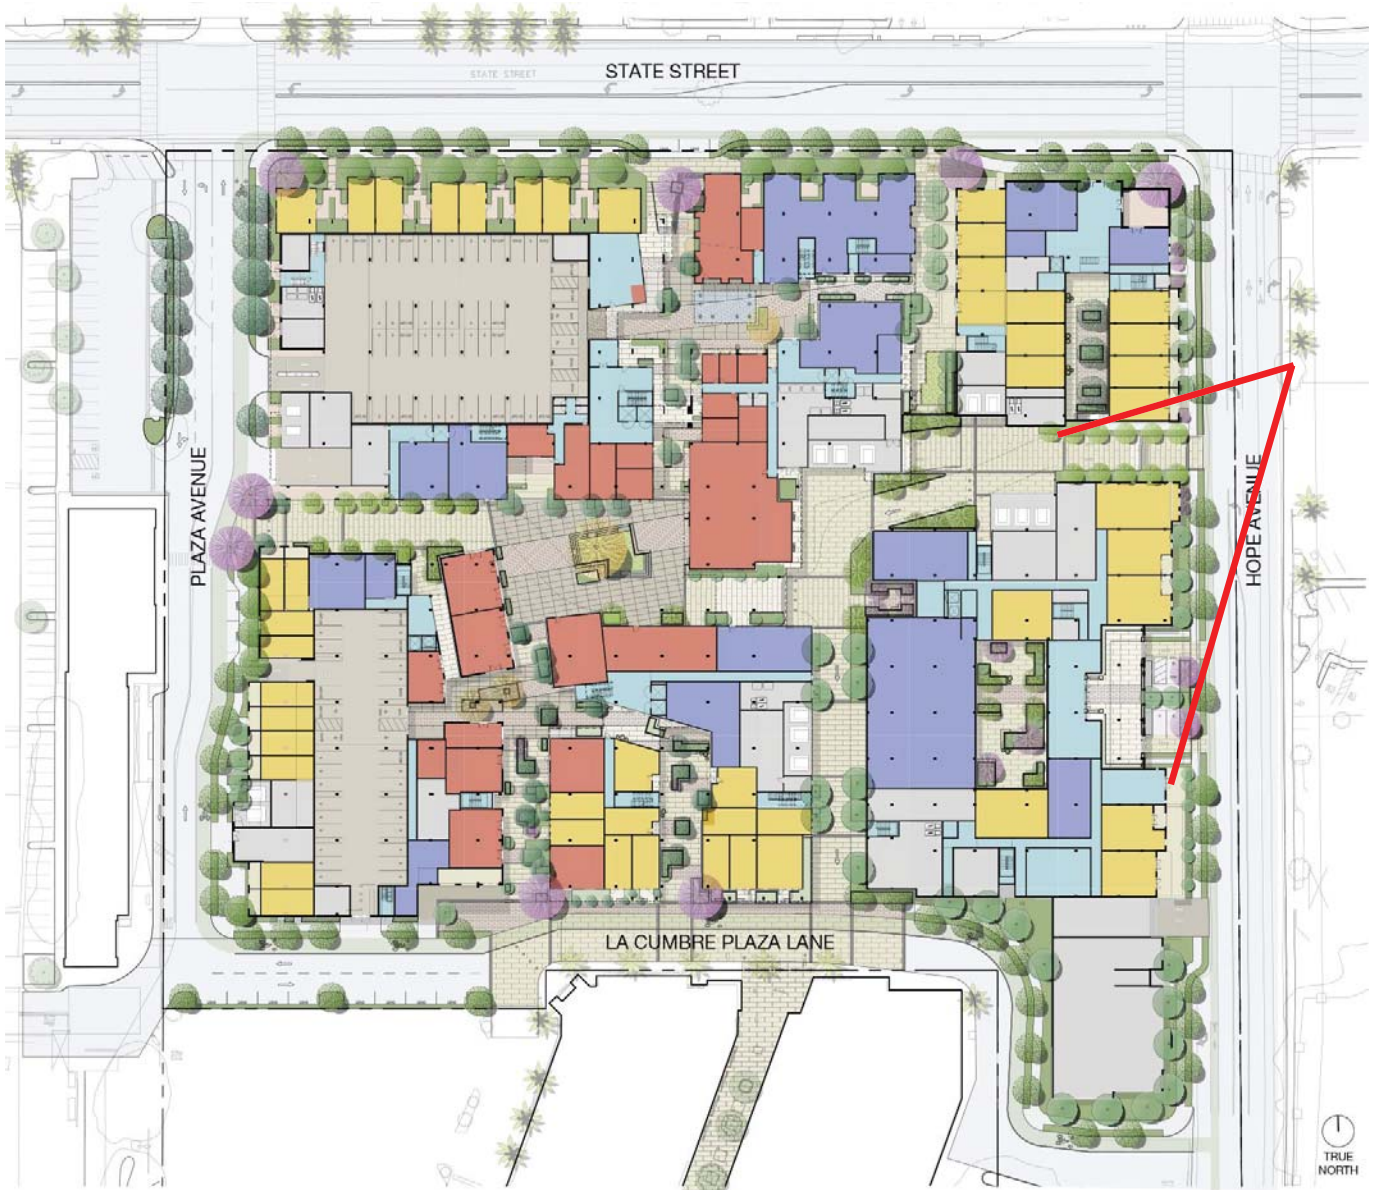 STATE STREET
STATE STREET
PLAZA AVENUE
HOPE AVENUE
LA CUMBRE PLAZA LANE
TRUE
NORTH